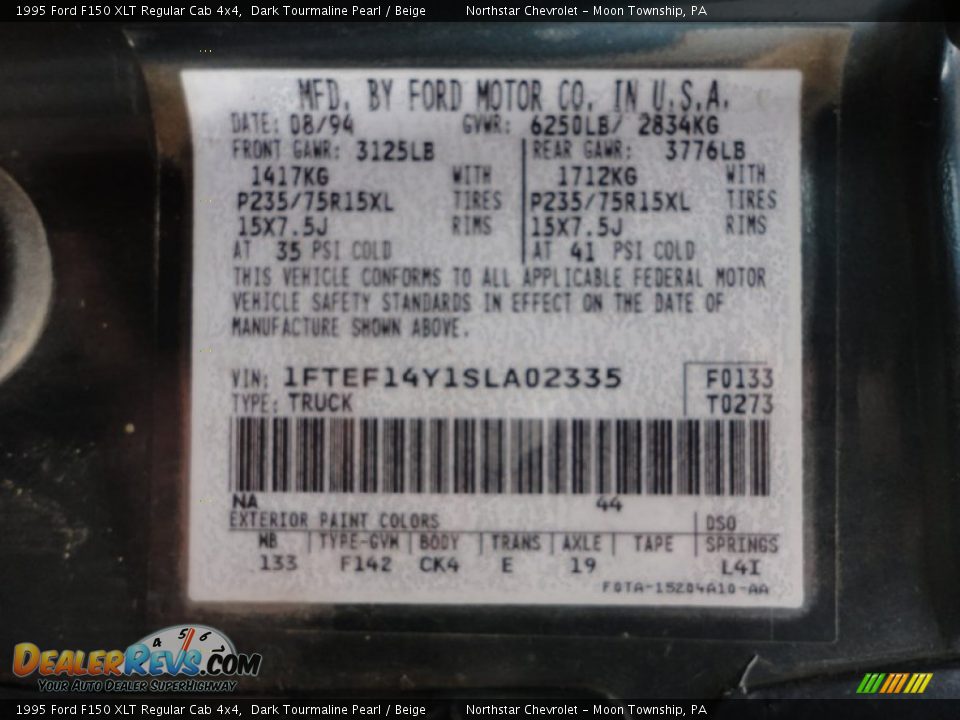 1995 Ford F150 XLT Regular Cab 4x4, Dark Tourmaline Pearl / Beige Northstar Chevrolet - Moon Township, PA
MFD. BY FORD MOTOR CO. IN U.S.A.
DATE: 08/94 GVWR: 6250LB/ 2834KG
FRONT GAWR: 3125LB REAR GAWR: 3776LB
1417KG WITH 1712KG WITH
P235/75R15XL TIRES P235/75R15XL TIRES
15X7.5J RIMS 15X7.5J RIMS
AT 35 PSI COLD AT 41 PSI COLD
THIS VEHICLE CONFORMS TO ALL APPLICABLE FEDERAL MOTOR
VEHICLE SAFETY STANDARDS IN EFFECT ON THE DATE OF
MANUFACTURE SHOWN ABOVE.
VIN: 1FTEF14Y1SLA02335 F0133
TYPE: TRUCK T0273
NA 44
EXTERIOR PAINT COLORS DSO
WB TYPE-GVW BODY TRANS AXLE TAPE SPRINGS
133 F142 CK4 E 19 L4I
F0TA-15204A10-AA
4 5 6
DEALERREVS.COM
YOUR AUTO DEALER SUPERHIGHWAY
1995 Ford F150 XLT Regular Cab 4x4, Dark Tourmaline Pearl / Beige Northstar Chevrolet - Moon Township, PA